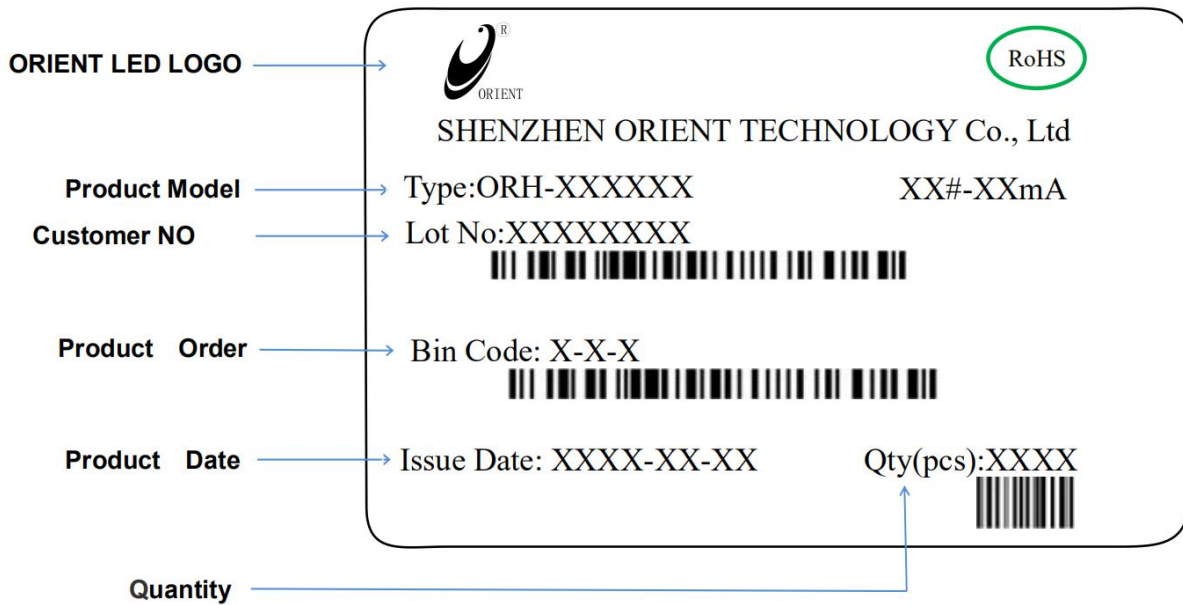 ® RoHS
ORIENT LED LOGO
ORIENT
SHENZHEN ORIENT TECHNOLOGY Co., Ltd
Product Model Type:ORH-XXXXXX XX#-XXmA
Customer NO Lot No:XXXXXXXX
Product Order Bin Code: X-X-X
Product Date Issue Date: XXXX-XX-XX Qty(pcs):XXXX
Quantity